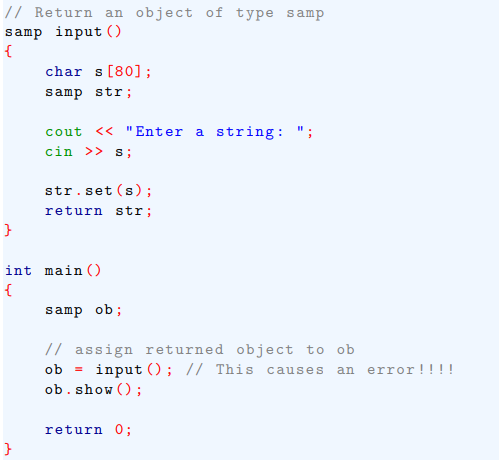 // Return an object of type samp
samp input()
{
char s[80];
samp str;
cout << "Enter a string: ";
cin >> s;
str.set(s);
return str;
}
int main()
{
samp ob;
// assign returned object to ob
ob = input(); // This causes an error!!!!
ob.show();
return 0;
}